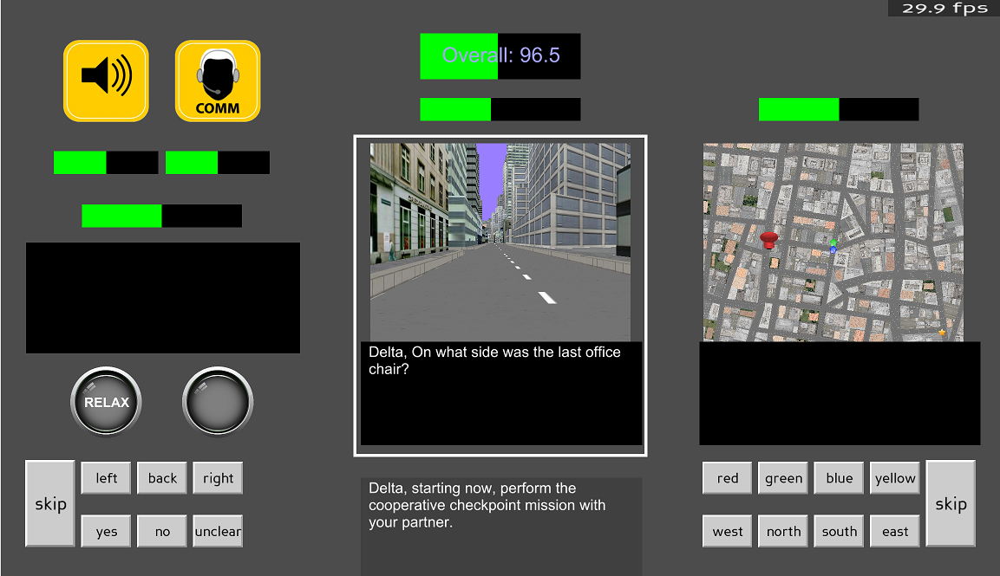 29.9 fps
Overall: 96.5
COMM
Delta, On what side was the last office
chair?
RELAX
skip
left
back
right
yes
no
unclear
Delta, starting now, perform the
cooperative checkpoint mission with
your partner.
red
green
blue
yellow
west
north
south
east
skip